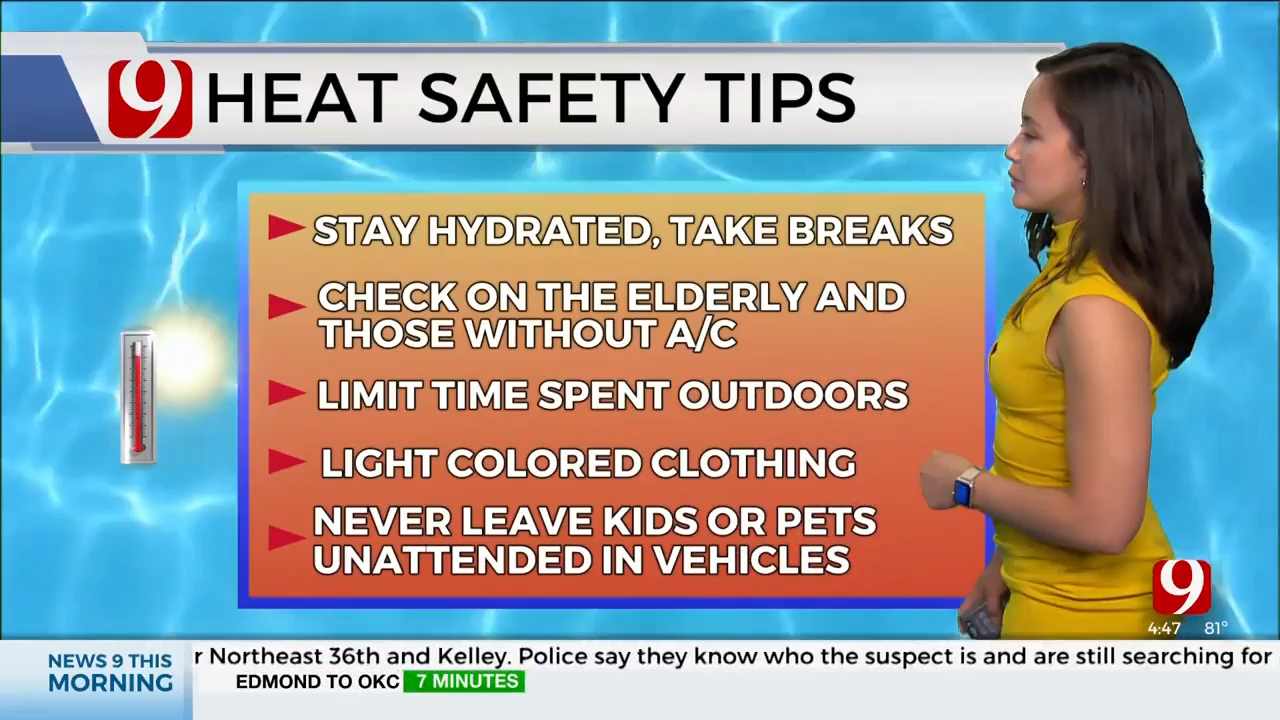 9 HEAT SAFETY TIPS
STAY HYDRATED, TAKE BREAKS
CHECK ON THE ELDERLY AND
THOSE WITHOUT A/C
LIMIT TIME SPENT OUTDOORS
LIGHT COLORED CLOTHING
NEVER LEAVE KIDS OR PETS
UNATTENDED IN VEHICLES
9
4:47 81°
NEWS 9 THIS
MORNING
r Northeast 36th and Kelley. Police say they know who the suspect is and are still searching for
EDMOND TO OKC 7 MINUTES